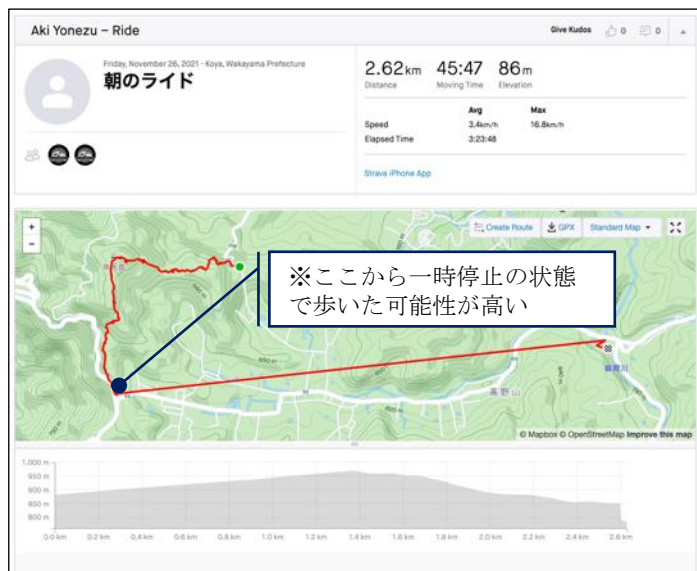 Aki Yonezu – Ride
Give Kudos 0 0
Friday, November 26, 2021 · Koya, Wakayama Prefecture
朝のライド
2.62km 45:47 86m
Distance Moving Time Elevation
Avg Max
Speed 3.4km/h 16.8km/h
Elapsed Time 3:23:48
Strava iPhone App
+
−
Create Route GPX Standard Map
※ここから一時停止の状態
で歩いた可能性が高い
高野山
© Mapbox © OpenStreetMap Improve this map
1,000 m
950 m
900 m
850 m
800 m
0.0 km 0.2 km 0.4 km 0.6 km 0.8 km 1.0 km 1.2 km 1.4 km 1.6 km 1.8 km 2.0 km 2.2 km 2.4 km 2.6 km